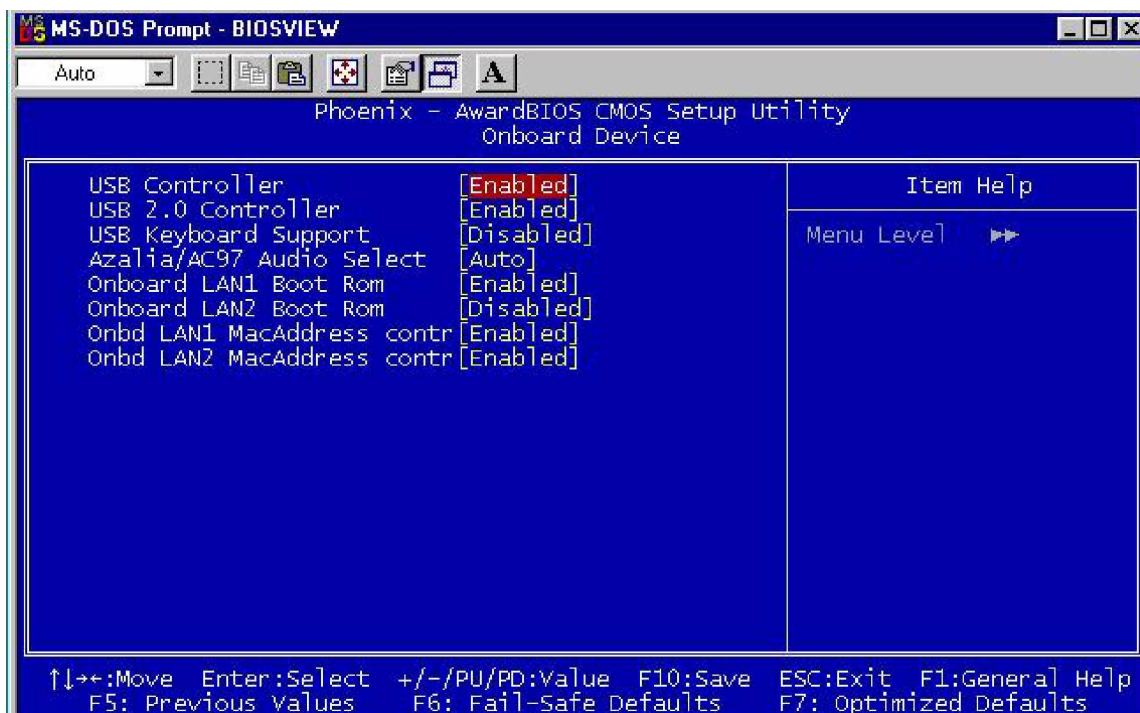 MS-DOS Prompt - BIOSVIEW
Auto
A
Phoenix - AwardBIOS CMOS Setup Utility
Onboard Device
USB Controller [Enabled]
USB 2.0 Controller [Enabled]
USB Keyboard Support [Disabled]
Azalia/AC97 Audio Select [Auto]
Onboard LAN1 Boot Rom [Enabled]
Onboard LAN2 Boot Rom [Disabled]
Onbd LAN1 MacAddress contr[Enabled]
Onbd LAN2 MacAddress contr[Enabled]
Item Help
Menu Level ►►
↑↓→←:Move Enter:Select +/-/PU/PD:Value F10:Save ESC:Exit F1:General Help
F5: Previous Values F6: Fail-Safe Defaults F7: Optimized Defaults